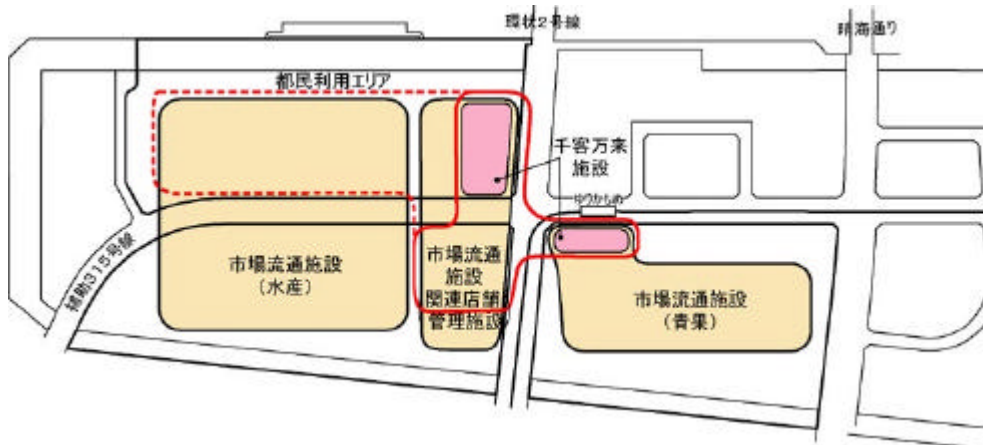 環状2号線
晴海通り
都民利用エリア
千客万来
施設
ゆりかもめ
補助315号線
市場流通施設
(水産)
市場流通
施設
関連店舗
管理施設
市場流通施設
(青果)